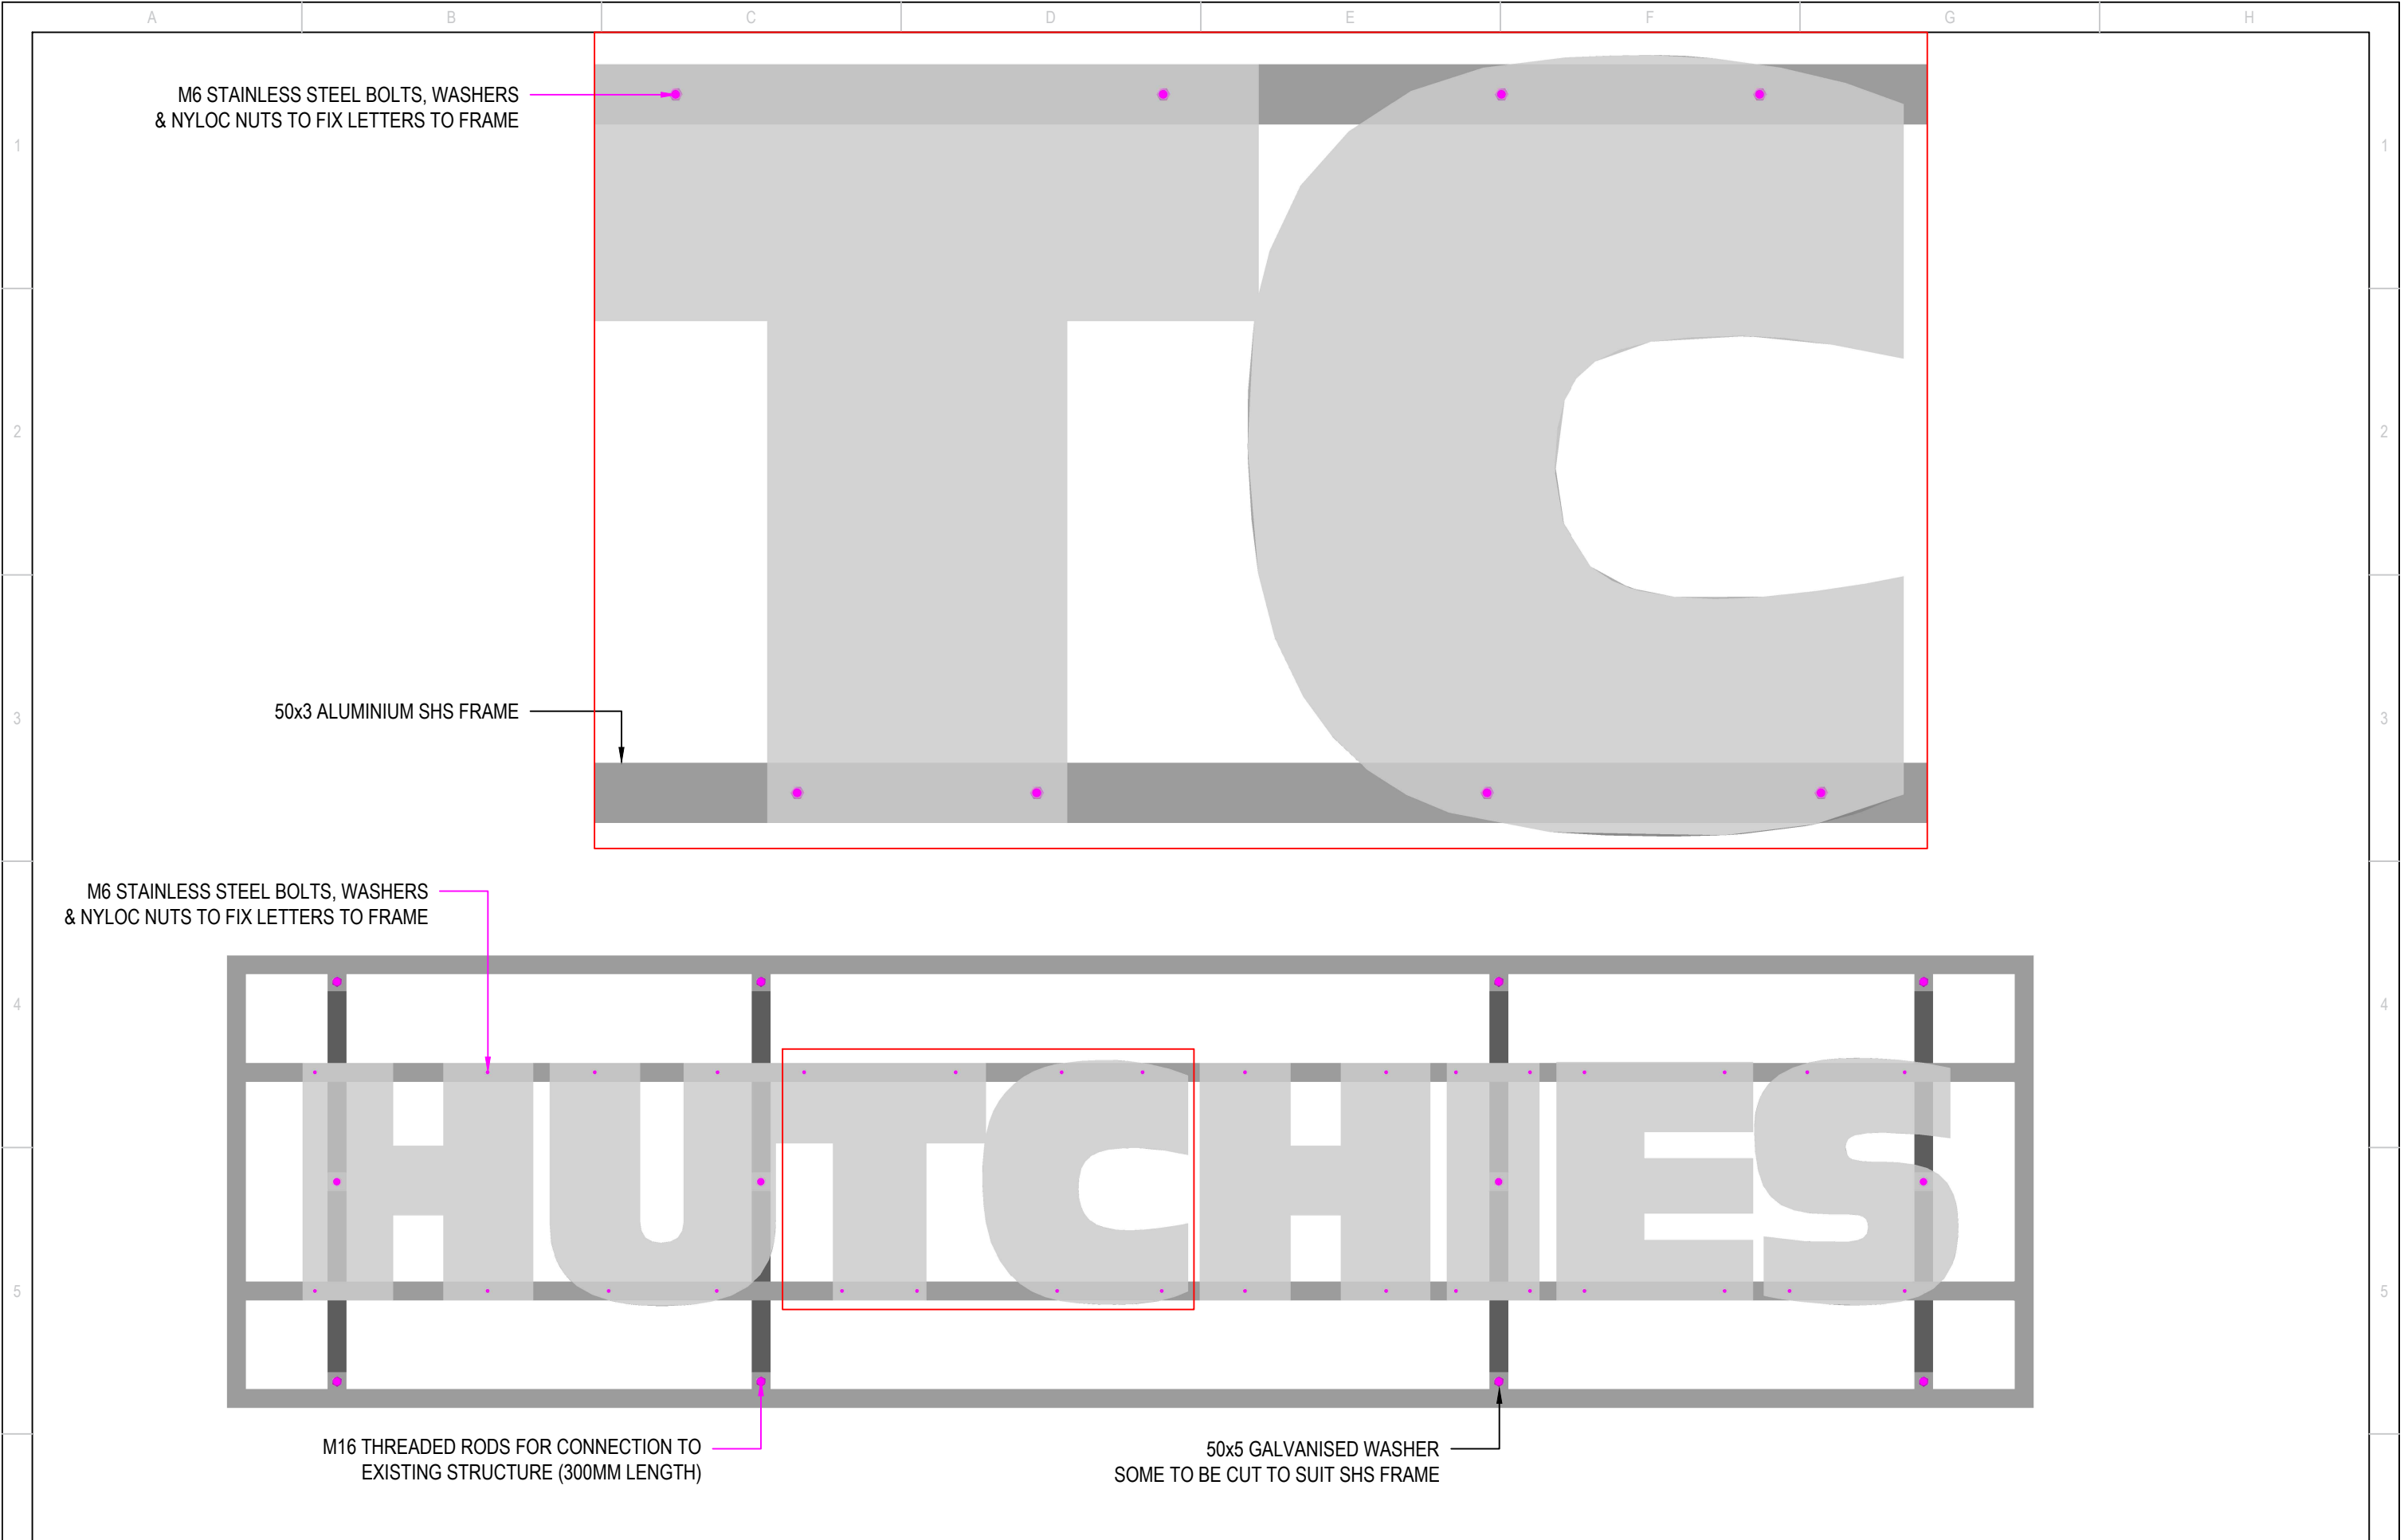 A B C D E F G H
M6 STAINLESS STEEL BOLTS, WASHERS
& NYLOC NUTS TO FIX LETTERS TO FRAME
1 1
TC
2 2
50x3 ALUMINIUM SHS FRAME
3 3
M6 STAINLESS STEEL BOLTS, WASHERS
& NYLOC NUTS TO FIX LETTERS TO FRAME
4 4
HUTCHIES
5 5
M16 THREADED RODS FOR CONNECTION TO
EXISTING STRUCTURE (300MM LENGTH)
50x5 GALVANISED WASHER
SOME TO BE CUT TO SUIT SHS FRAME